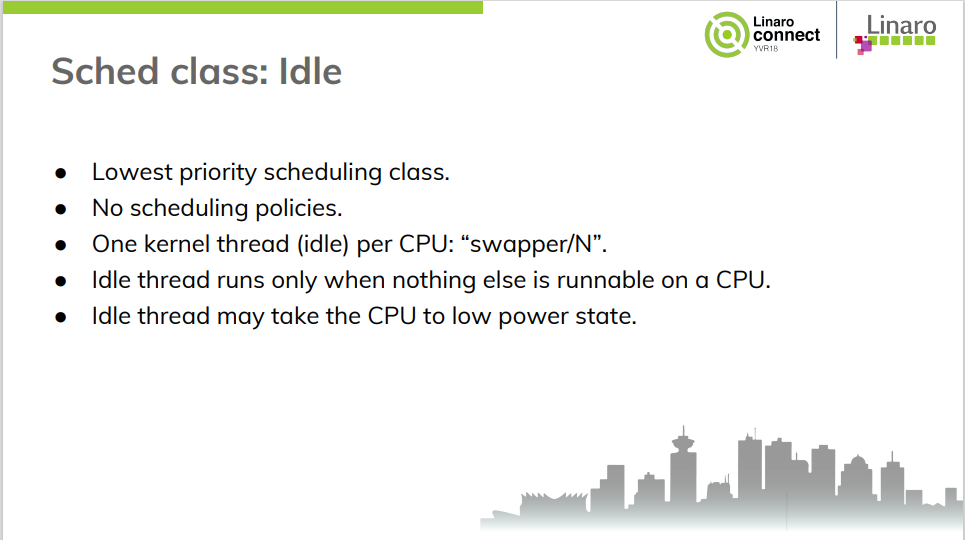 Linaro
connect
YVR18
Linaro
Sched class: Idle
● Lowest priority scheduling class.
● No scheduling policies.
● One kernel thread (idle) per CPU: “swapper/N”.
● Idle thread runs only when nothing else is runnable on a CPU.
● Idle thread may take the CPU to low power state.